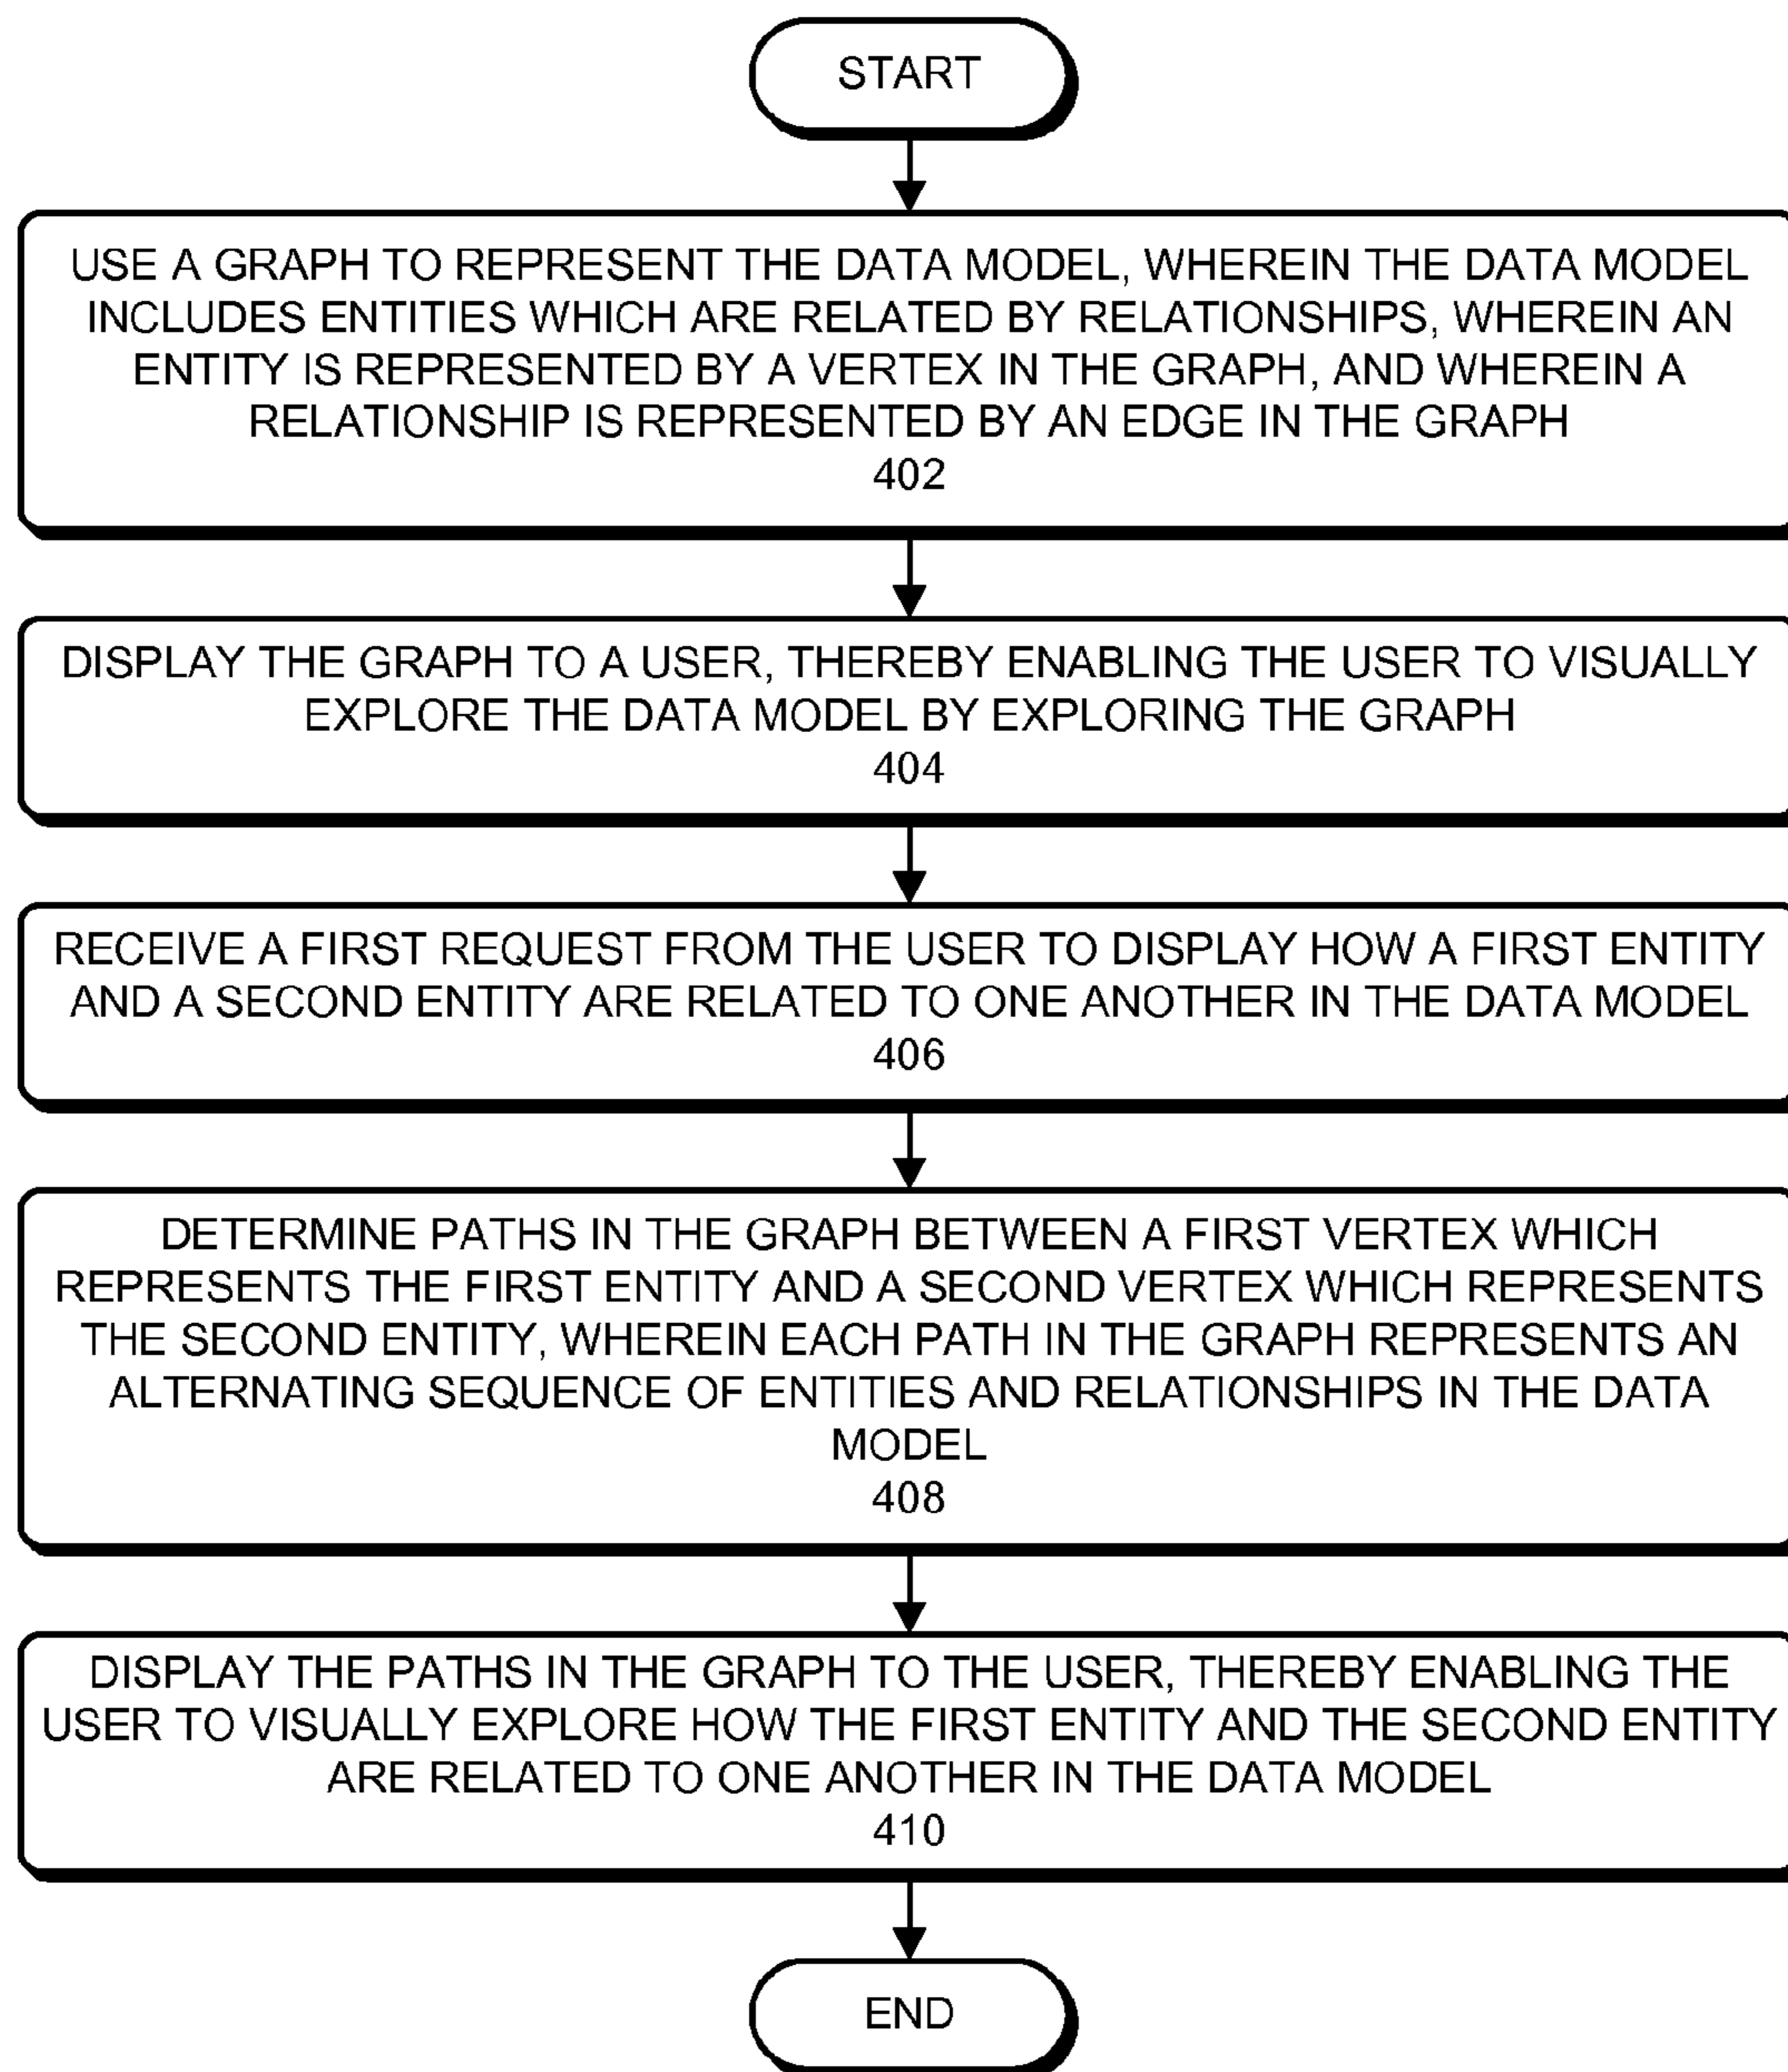 START
USE A GRAPH TO REPRESENT THE DATA MODEL, WHEREIN THE DATA MODEL
INCLUDES ENTITIES WHICH ARE RELATED BY RELATIONSHIPS, WHEREIN AN
ENTITY IS REPRESENTED BY A VERTEX IN THE GRAPH, AND WHEREIN A
RELATIONSHIP IS REPRESENTED BY AN EDGE IN THE GRAPH
402
DISPLAY THE GRAPH TO A USER, THEREBY ENABLING THE USER TO VISUALLY
EXPLORE THE DATA MODEL BY EXPLORING THE GRAPH
404
RECEIVE A FIRST REQUEST FROM THE USER TO DISPLAY HOW A FIRST ENTITY
AND A SECOND ENTITY ARE RELATED TO ONE ANOTHER IN THE DATA MODEL
406
DETERMINE PATHS IN THE GRAPH BETWEEN A FIRST VERTEX WHICH
REPRESENTS THE FIRST ENTITY AND A SECOND VERTEX WHICH REPRESENTS
THE SECOND ENTITY, WHEREIN EACH PATH IN THE GRAPH REPRESENTS AN
ALTERNATING SEQUENCE OF ENTITIES AND RELATIONSHIPS IN THE DATA
MODEL
408
DISPLAY THE PATHS IN THE GRAPH TO THE USER, THEREBY ENABLING THE
USER TO VISUALLY EXPLORE HOW THE FIRST ENTITY AND THE SECOND ENTITY
ARE RELATED TO ONE ANOTHER IN THE DATA MODEL
410
END